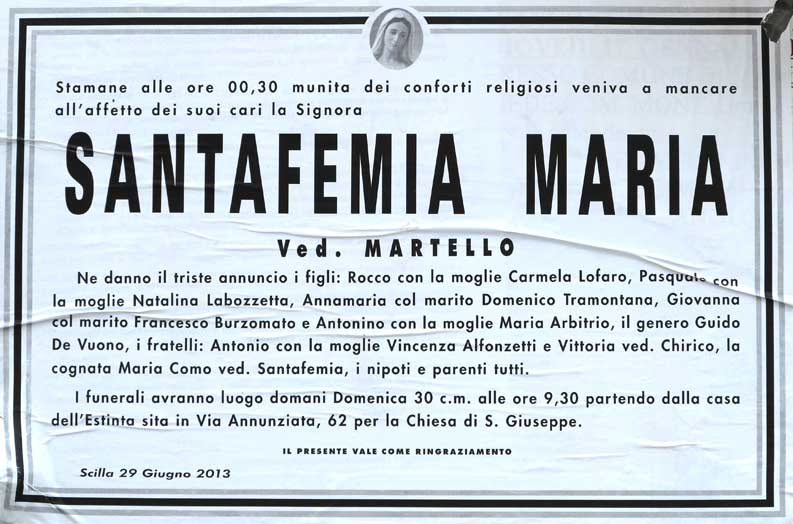 Stamane alle ore 00,30 munita dei conforti religiosi veniva a mancare
all'affetto dei suoi cari la Signora
SANTAFEMIA MARIA
Ved. MARTELLO
Ne danno il triste annuncio i figli: Rocco con la moglie Carmela Lofaro, Pasquale con
la moglie Natalina Labozzetta, Annamaria col marito Domenico Tramontana, Giovanna
col marito Francesco Burzomato e Antonino con la moglie Maria Arbitrio, il genero Guido
De Vuono, i fratelli: Antonio con la moglie Vincenza Alfonzetti e Vittoria ved. Chirico, la
cognata Maria Como ved. Santafemia, i nipoti e parenti tutti.
I funerali avranno luogo domani Domenica 30 c.m. alle ore 9,30 partendo dalla casa
dell'Estinta sita in Via Annunziata, 62 per la Chiesa di S. Giuseppe.
IL PRESENTE VALE COME RINGRAZIAMENTO
Scilla 29 Giugno 2013